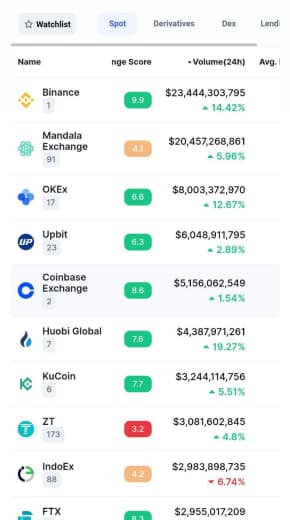 Watchlist Spot Derivatives Dex Lendi
Name nge Score Volume(24h) Avg.
Binance
1
9.9
$23,444,303,795
14.42%
Mandala
Exchange
91
4.1
$20,457,268,861
5.96%
OKEx
17
6.6
$8,003,372,970
12.67%
Upbit
23
6.3
$6,048,911,795
2.89%
Coinbase
Exchange
2
8.6
$5,156,062,549
1.54%
Huobi Global
7
7.6
$4,387,971,261
19.27%
KuCoin
6
7.7
$3,244,114,756
5.51%
ZT
173
3.2
$3,081,602,845
4.8%
IndoEx
88
4.2
$2,983,898,735
6.74%
FTX
$2,955,017,209